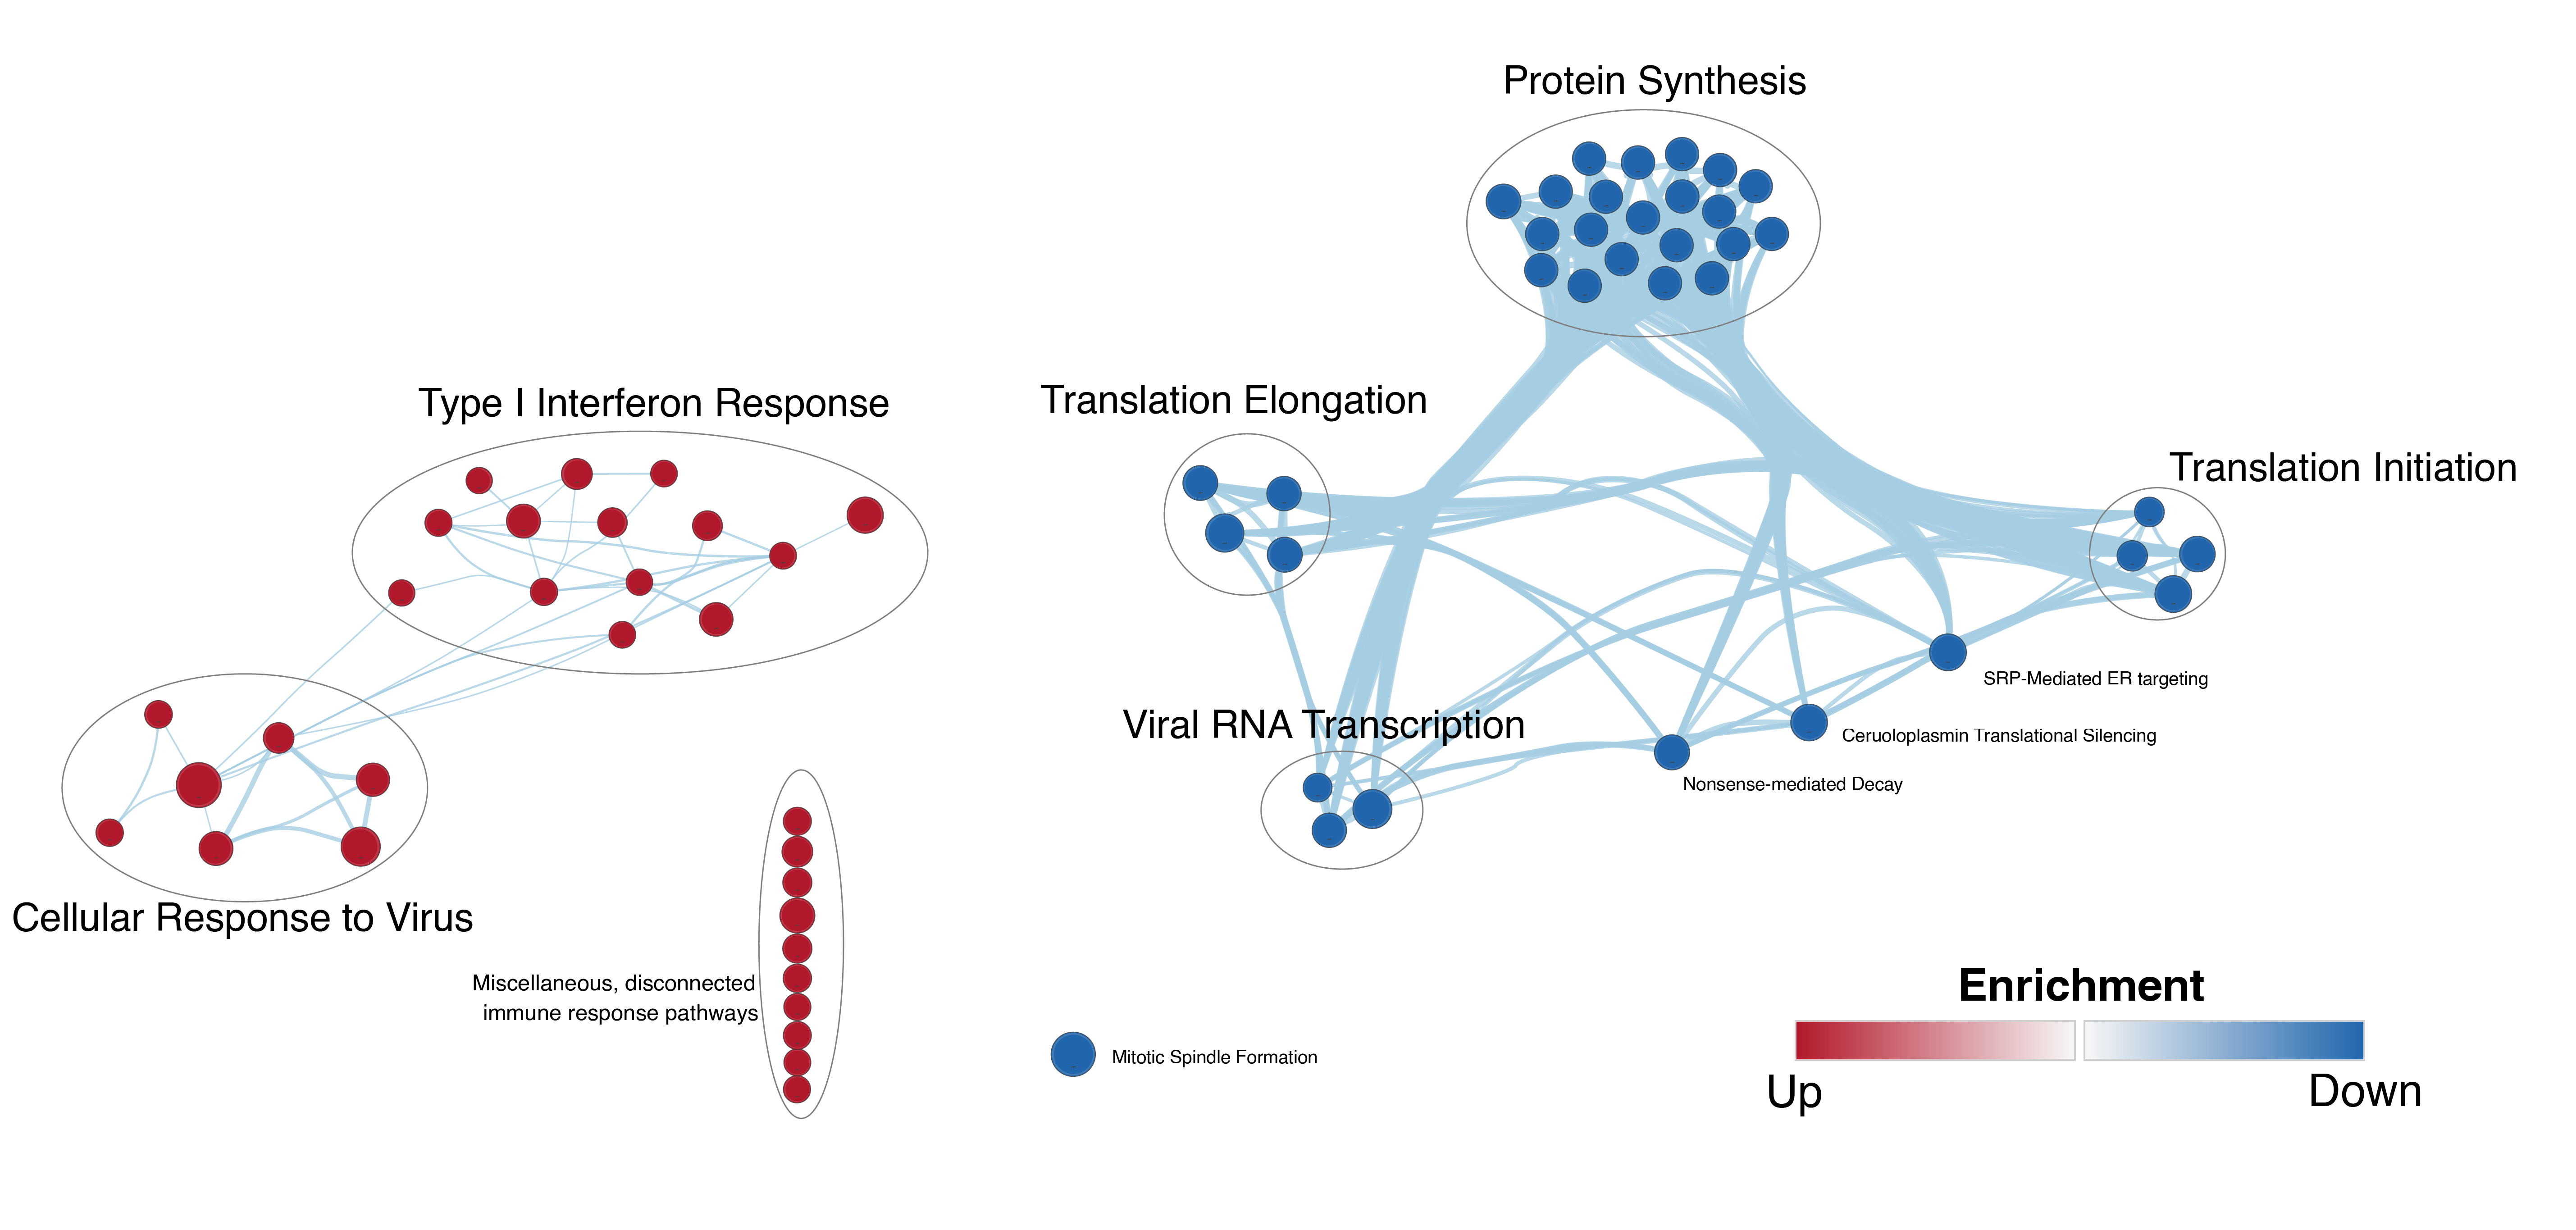 Protein Synthesis
Type I Interferon Response
Translation Elongation
Translation Initiation
SRP-Mediated ER targeting
Viral RNA Transcription
Ceruoloplasmin Translational Silencing
Nonsense-mediated Decay
Cellular Response to Virus
Miscellaneous, disconnected
immune response pathways
Mitotic Spindle Formation
Enrichment
Up
Down